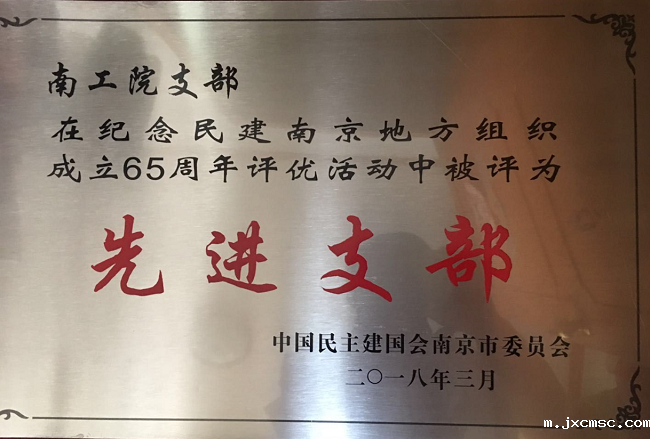 南工院支部
在纪念民建南京地方组织
成立65周年评优活动中被评为
先进支部
中国民主建国会南京市委员会
二〇一八年三月
m.jxcmsc.com